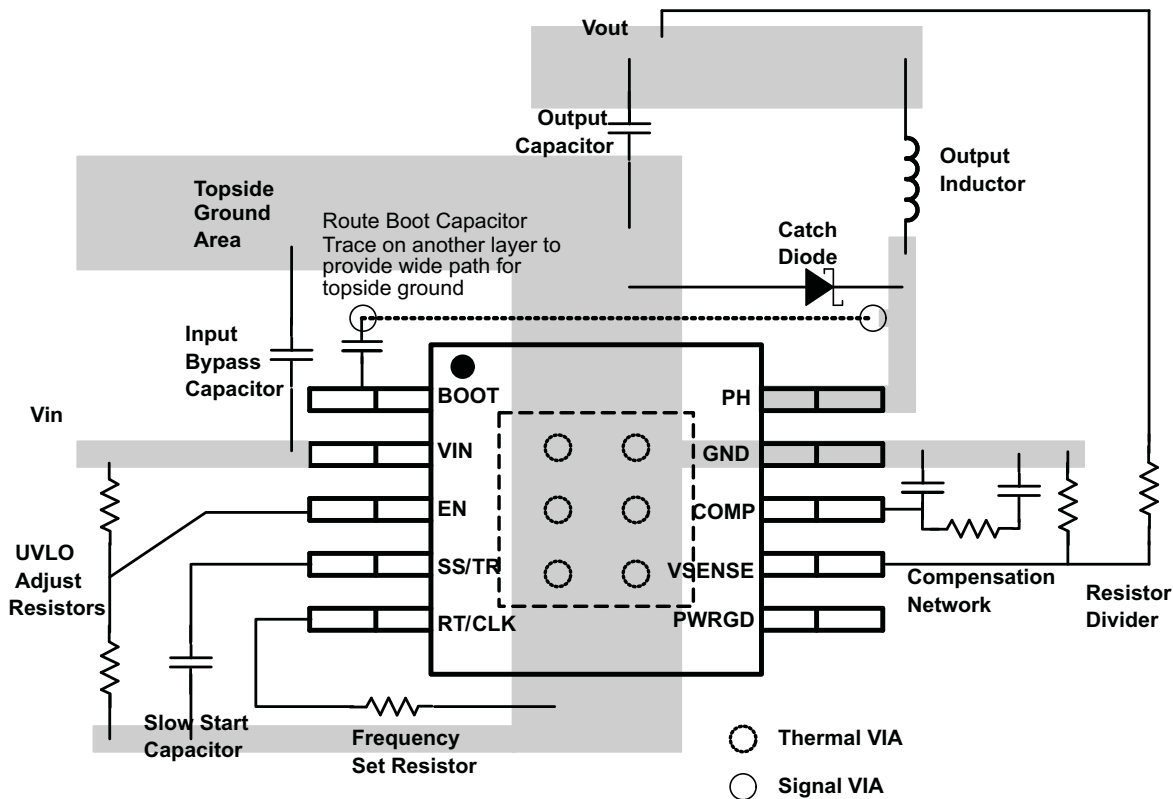 Vout
Output
Capacitor
Output
Inductor
Topside
Ground
Area
Route Boot Capacitor
Trace on another layer to
provide wide path for
topside ground
Catch
Diode
Input
Bypass
Capacitor
Vin
BOOT
VIN
EN
SS/TR
RT/CLK
PH
GND
COMP
VSENSE
PWRGD
UVLO
Adjust
Resistors
Compensation
Network
Resistor
Divider
Slow Start
Capacitor
Frequency
Set Resistor
Thermal VIA
Signal VIA